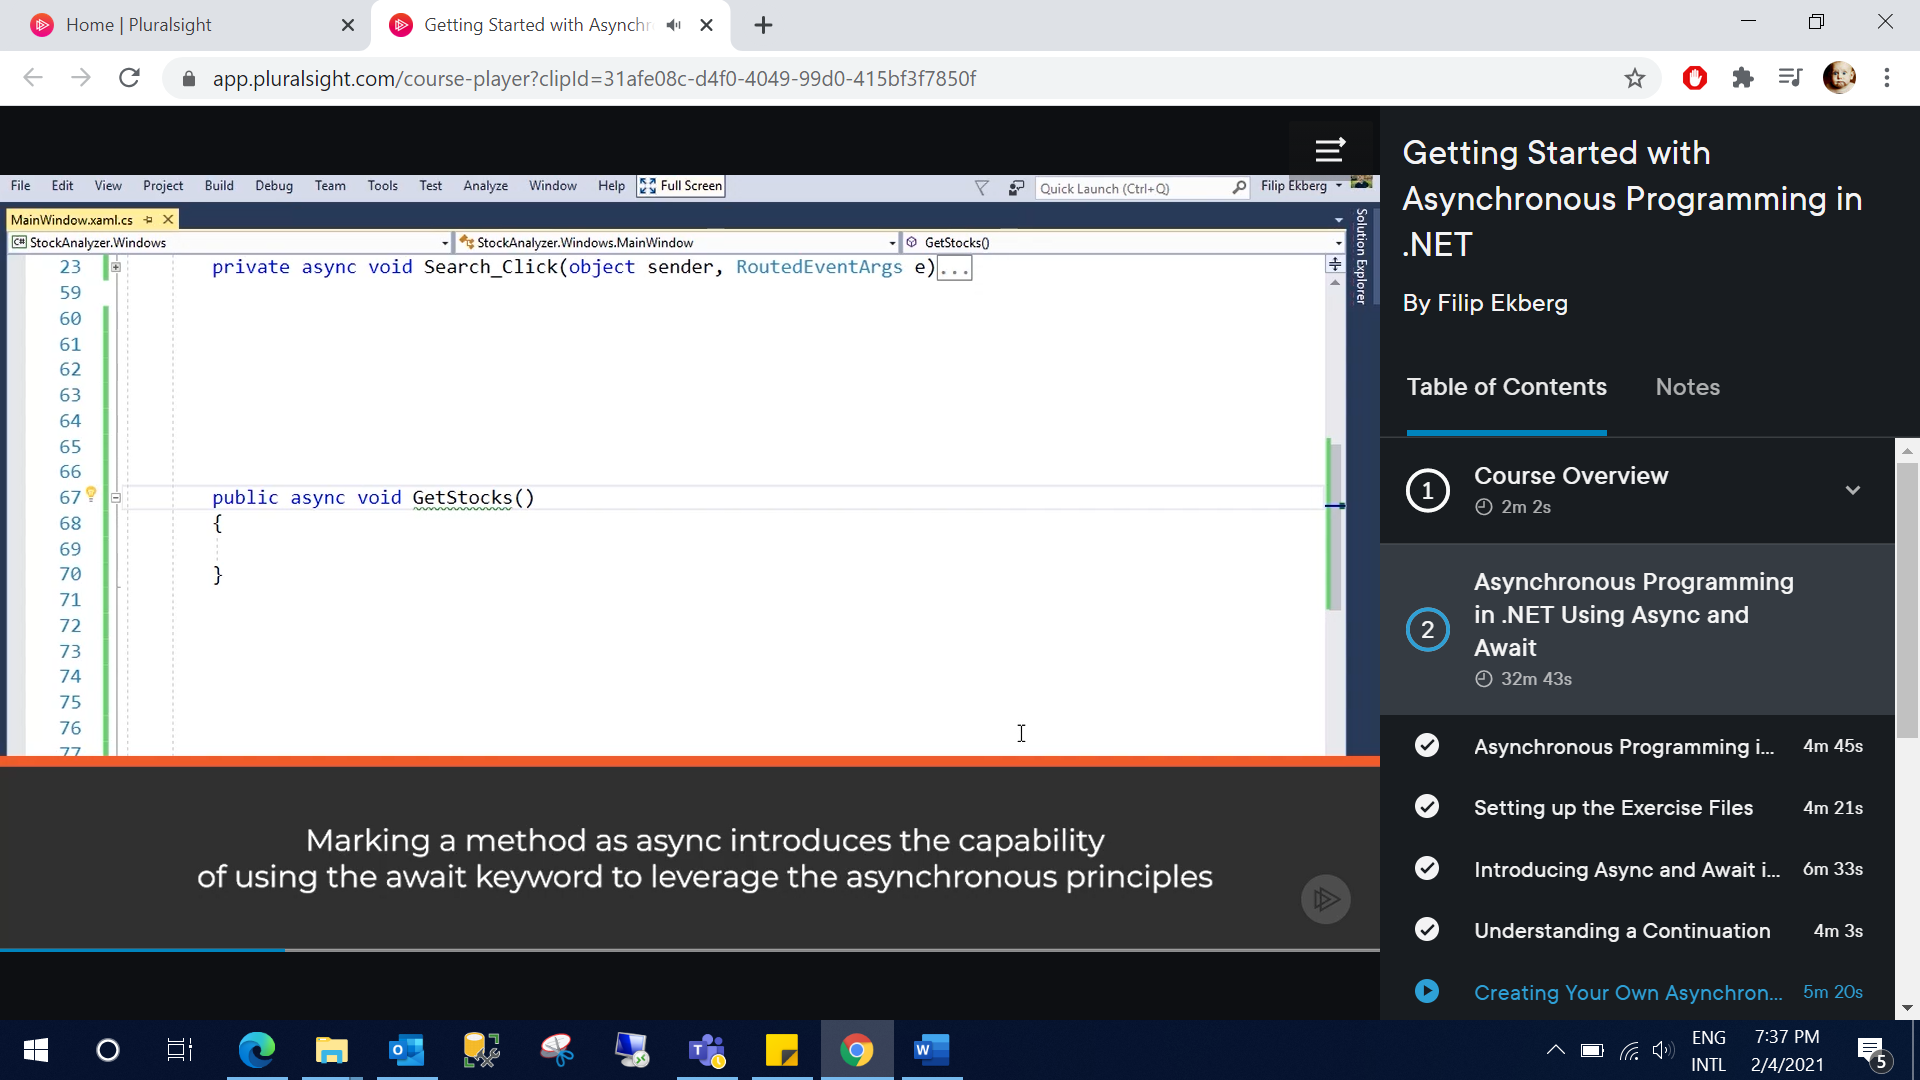 Home | Pluralsight
Getting Started with Asynchr
app.pluralsight.com/course-player?clipId=31afe08c-d4f0-4049-99d0-415bf3f7850f
File Edit View Project Build Debug Team Tools Test Analyze Window Help Full Screen
Quick Launch (Ctrl+Q)
Filip Ekberg
MainWindow.xaml.cs
C# StockAnalyzer.Windows
StockAnalyzer.Windows.MainWindow
GetStocks()
Solution Explorer
23 private async void Search_Click(object sender, RoutedEventArgs e)...
59
60
61
62
63
64
65
66
67 public async void GetStocks()
68 {
69
70 }
71
72
73
74
75
76
77
Marking a method as async introduces the capability
of using the await keyword to leverage the asynchronous principles
Getting Started with
Asynchronous Programming in
.NET
By Filip Ekberg
Table of Contents
Notes
1
Course Overview
2m 2s
2
Asynchronous Programming
in .NET Using Async and
Await
32m 43s
Asynchronous Programming i... 4m 45s
Setting up the Exercise Files 4m 21s
Introducing Async and Await i... 6m 33s
Understanding a Continuation 4m 3s
Creating Your Own Asynchron... 5m 20s
ENG
INTL
7:37 PM
2/4/2021
5